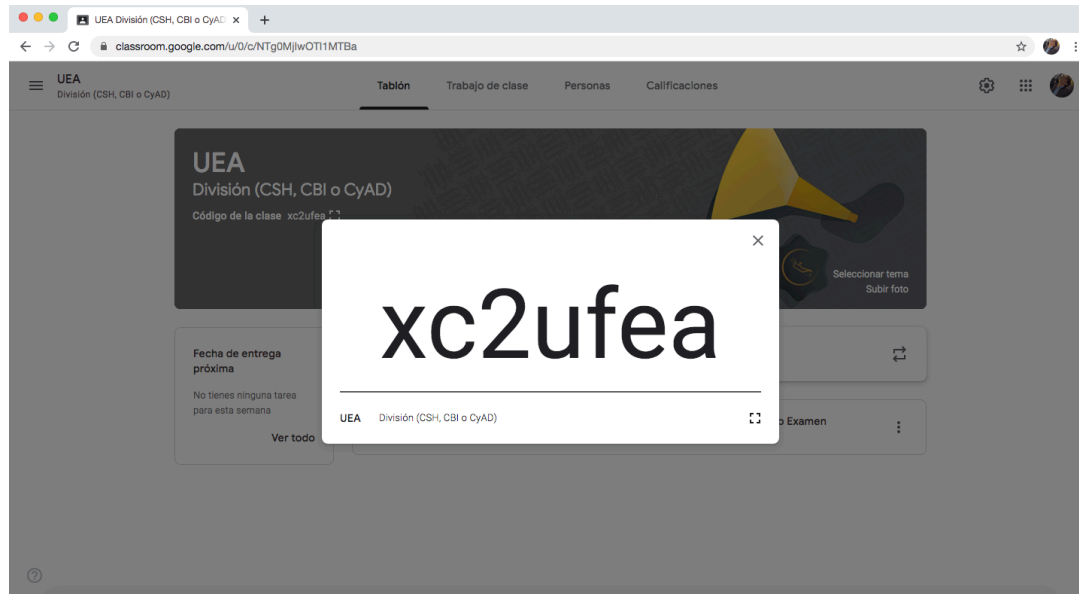 UEA División (CSH, CBI o CyAD
classroom.google.com/u/0/c/NTg0MjIwOTI1MTBa
UEA
División (CSH, CBI o CyAD)
Tablón Trabajo de clase Personas Calificaciones
UEA
División (CSH, CBI o CyAD)
Código de la clase xc2ufea
Seleccionar tema
Subir foto
xc2ufea
UEA División (CSH, CBI o CyAD)
Fecha de entrega
próxima
No tienes ninguna tarea
para esta semana
Ver todo
Examen